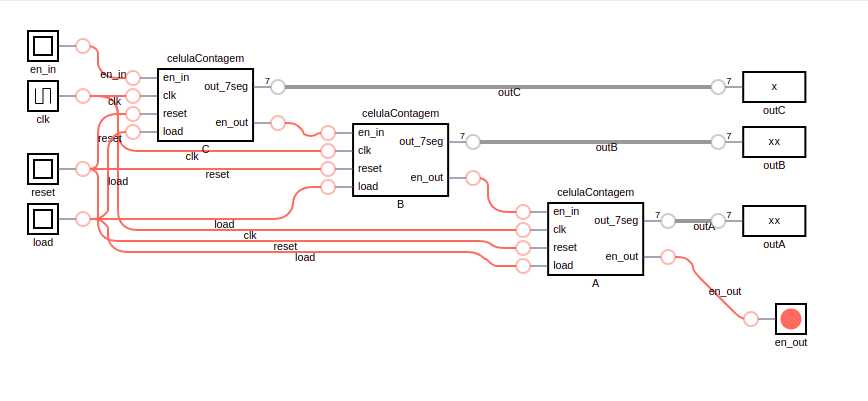 en_in
clk
reset
load
en_in
clk
reset
load
celulaContagem
en_in
clk
reset
load
out_7seg
en_out
C
7
outC
7
x
outC
clk
reset
load
celulaContagem
en_in
clk
reset
load
out_7seg
en_out
B
7
outB
7
xx
outB
clk
reset
load
celulaContagem
en_in
clk
reset
load
out_7seg
en_out
A
7
outA
7
xx
outA
en_out
en_out